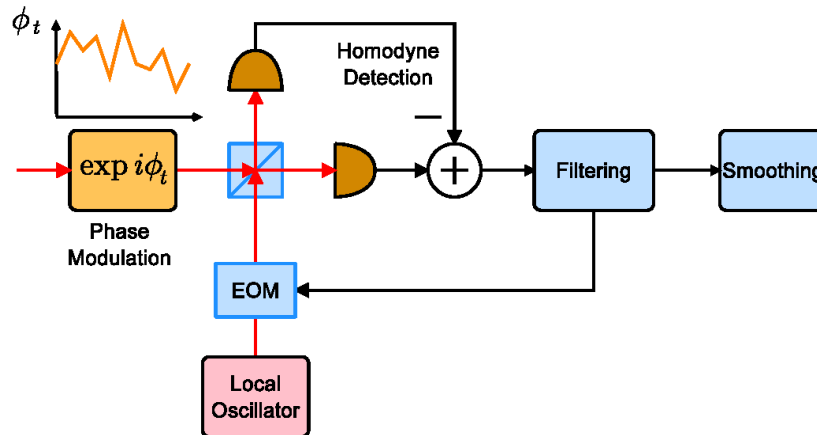 ϕ_t
Homodyne
Detection
−
exp iϕ_t
+
Filtering
Smoothing
Phase
Modulation
EOM
Local
Oscillator